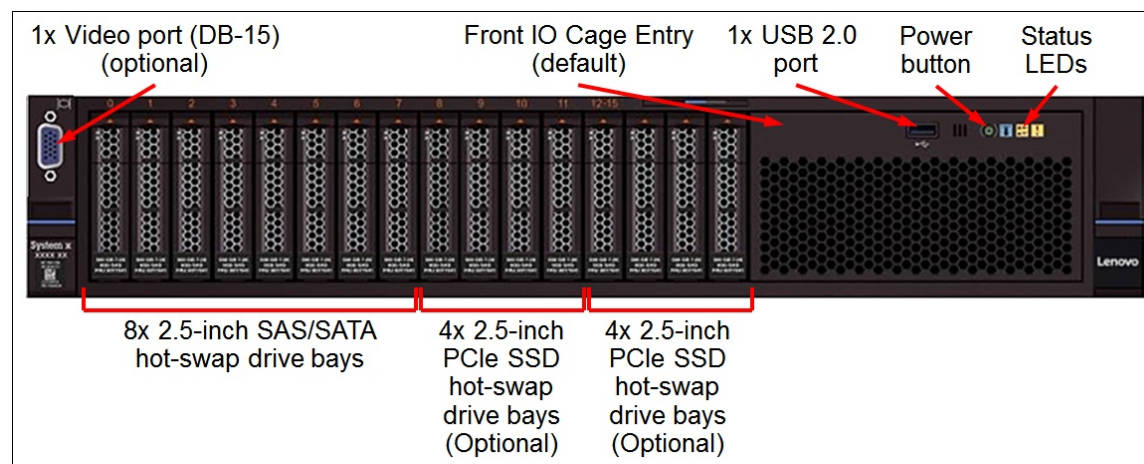 1x Video port (DB-15)
(optional)
Front IO Cage Entry
(default)
1x USB 2.0
port
Power
button
Status
LEDs
0 1 2 3 4 5 6 7 8 9 10 11 12-15
System x
XXXX XX
Lenovo
8x 2.5-inch SAS/SATA
hot-swap drive bays
4x 2.5-inch
PCIe SSD
hot-swap
drive bays
(Optional)
4x 2.5-inch
PCIe SSD
hot-swap
drive bays
(Optional)